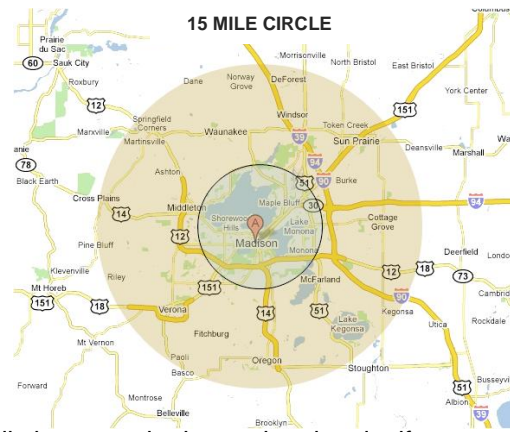 15 MILE CIRCLE
Prairie
du Sac
Columbus
Morrisonville
North Bristol
East Bristol
60
Sauk City
Roxbury
Dane
Norway
Grove
DeForest
12
151
York Center
Springfield
Corners
Windsor
Token Creek
Marxville
Martinsville
Waunakee
39
Sun Prairie
Deansville
Marshall
78
94
90
Ashton
51
Burke
Black Earth
Cross Plains
Middleton
Maple Bluff
30
94
14
Shorewood
Hills
A
Lake
Monona
Cottage
Grove
12
Madison
Monona
Pine Bluff
Deerfield
Klevenville
Riley
151
McFarland
12
18
73
Mt Horeb
151
18
Verona
14
51
90
Kegonsa
Lake
Kegonsa
Utica
Rockdale
Mt Vernon
Fitchburg
Paoli
Oregon
Stoughton
Basco
51
Forward
Montrose
Albion
Belleville
Brooklyn
39